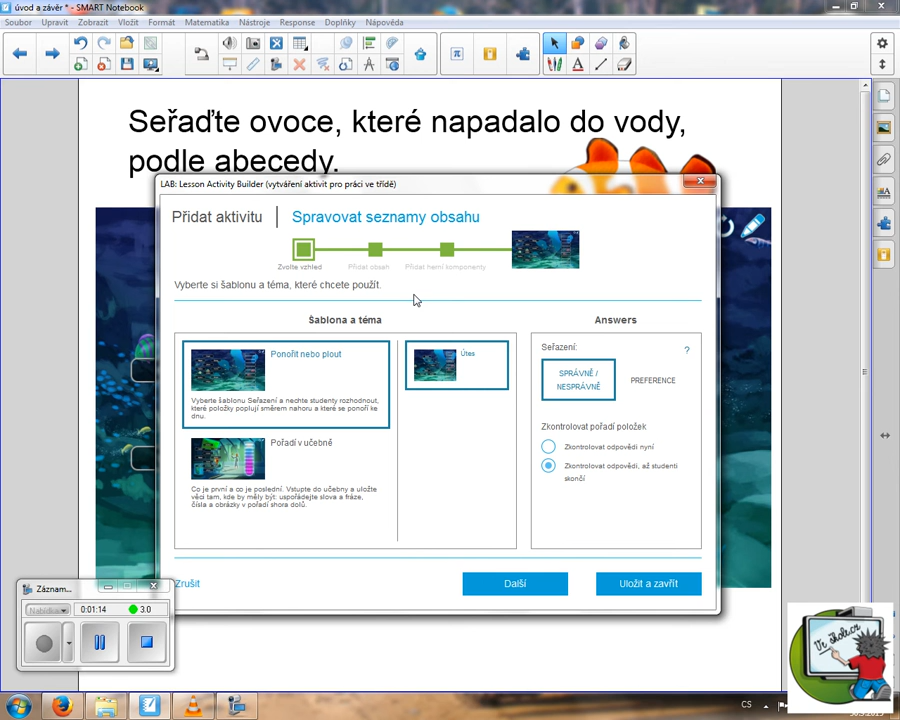 úvod a závěr * - SMART Notebook
Soubor Upravit Zobrazit Vložit Formát Matematika Nástroje Response Doplňky Nápověda
Seřaďte ovoce, které napadalo do vody,
podle abecedy.
LAB: Lesson Activity Builder (vytváření aktivit pro práci ve třídě)
Přidat aktivitu Spravovat seznamy obsahu
Zvolte vzhled Přidat obsah Přidat herní komponenty
Vyberte si šablonu a téma, které chcete použít.
Šablona a téma
Answers
Ponořit nebo plout
Vyberte šablonu Seřazení a nechte studenty rozhodnout,
které položky poplují směrem nahoru a které se ponoří ke
dnu.
Pořadí v učebně
Co je první a co je poslední. Vstupte do učebny a uložte
věci tam, kde by měly být: uspořádejte slova a fráze,
čísla a obrázky v pořadí shora dolů.
Útes
Seřazení:
?
SPRÁVNĚ /
NESPRÁVNĚ
PREFERENCE
Zkontrolovat pořadí položek
Zkontrolovat odpovědi nyní
Zkontrolovat odpovědi, až studenti
skončí
Zrušit
Další
Uložit a zavřít
Záznam...
Nabídka
0:01:14
3.0
Ve škole.cz
CS